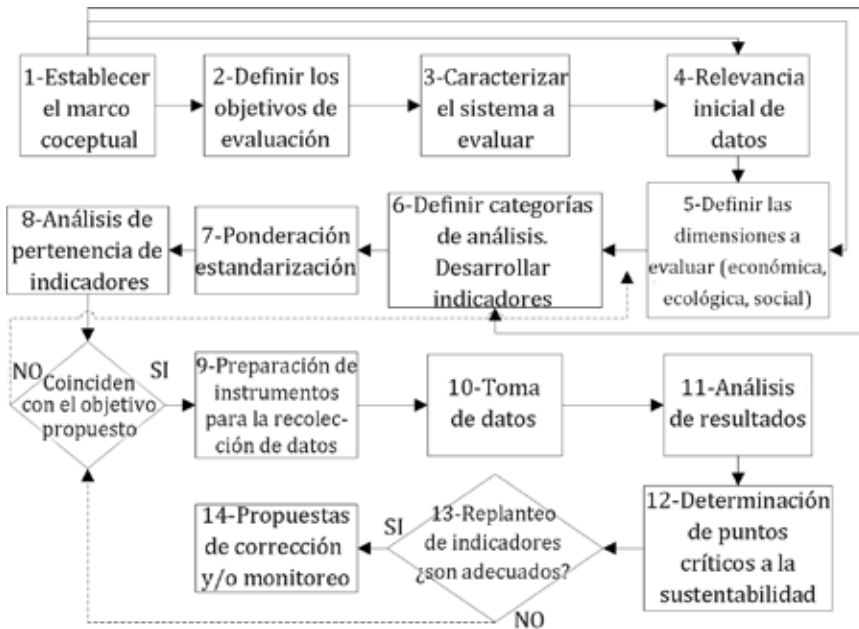 1-Establecer
el marco
coceptual
2-Definir los
objetivos de
evaluación
3-Caracterizar
el sistema a
evaluar
4-Relevancia
inicial de
datos
5-Definir las
dimensiones a
evaluar (económica,
ecológica, social)
6-Definir categorías
de análisis.
Desarrollar
indicadores
7-Ponderación
estandarización
8-Análisis de
pertenencia de
indicadores
NO
SI
Coinciden
con el objetivo
propuesto
9-Preparación de
instrumentos
para la recolec-
cción de datos
10-Toma
de datos
11-Análisis
de resultados
12-Determinación
de puntos
críticos a la
sustentabilidad
13-Replanteo
de indicadores
¿son adecuados?
SI
NO
14-Propuestas
de corrección
y/o monitoreo